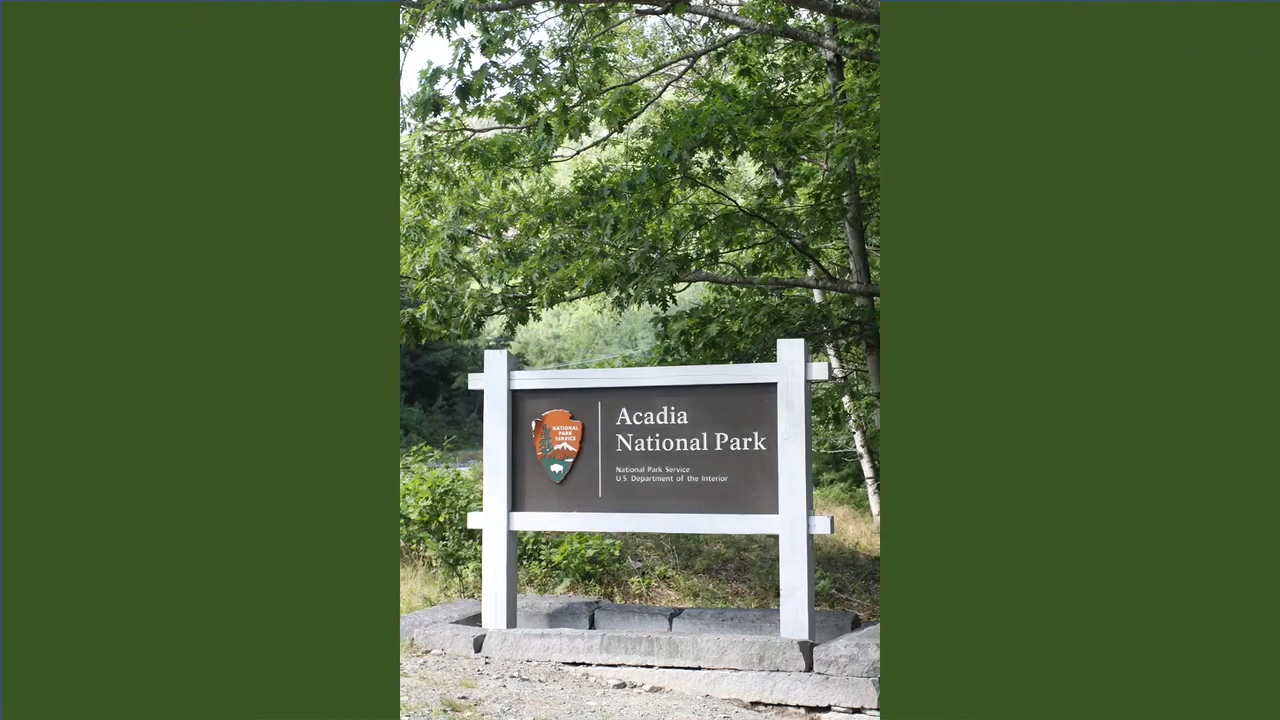 NATIONAL
PARK
SERVICE
Acadia
National Park
National Park Service
U.S. Department of the Interior